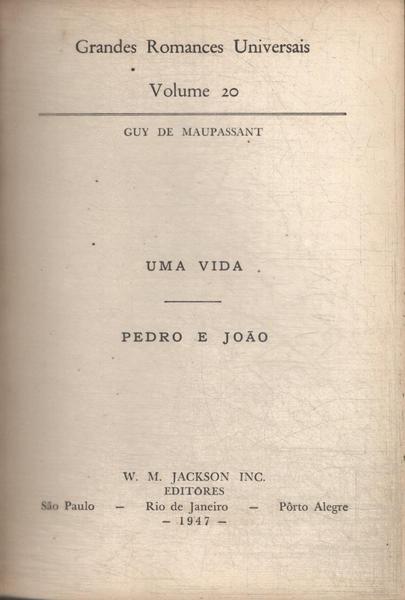 Grandes Romances Universais
Volume 20
GUY DE MAUPASSANT
UMA VIDA
PEDRO E JOÃO
W. M. JACKSON INC.
EDITÔRES
São Paulo — Rio de Janeiro — Pôrto Alegre
— 1947 —